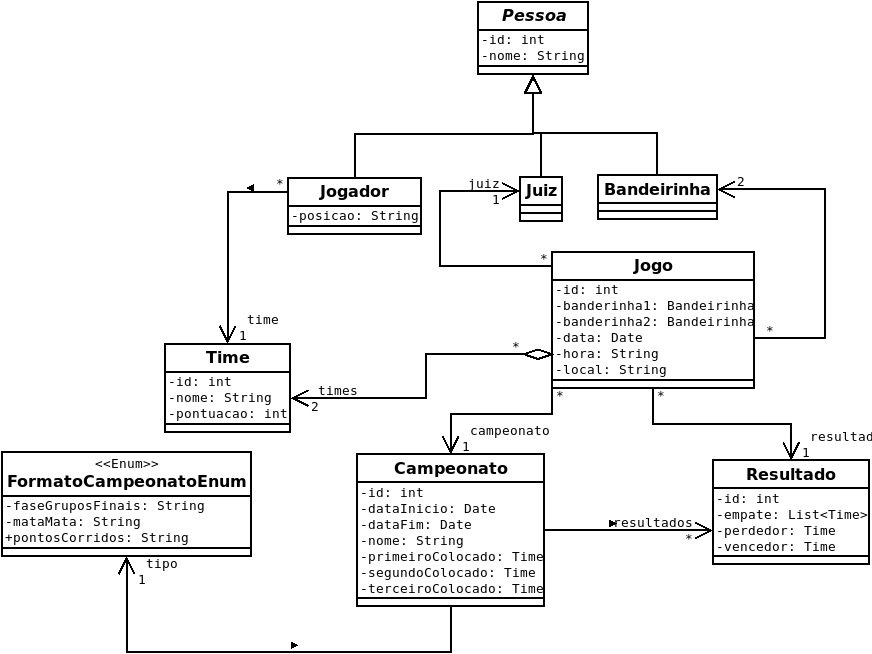 Pessoa
-id: int
-nome: String
*
Jogador
-posicao: String
juiz
1
Juiz
Bandeirinha
2
*
Jogo
-id: int
-banderinha1: Bandeirinha
-banderinha2: Bandeirinha
-data: Date
-hora: String
-local: String
*
time
1
Time
-id: int
-nome: String
-pontuacao: int
*
times
2
*
campeonato
1
*
resultad
1
<<Enum>>
FormatoCampeonatoEnum
-faseGruposFinais: String
-mataMata: String
+pontosCorridos: String
tipo
1
Campeonato
-id: int
-dataInicio: Date
-dataFim: Date
-nome: String
-primeiroColocado: Time
-segundoColocado: Time
-terceiroColocado: Time
resultados
*
Resultado
-id: int
-empate: List<Time>
-perdedor: Time
-vencedor: Time